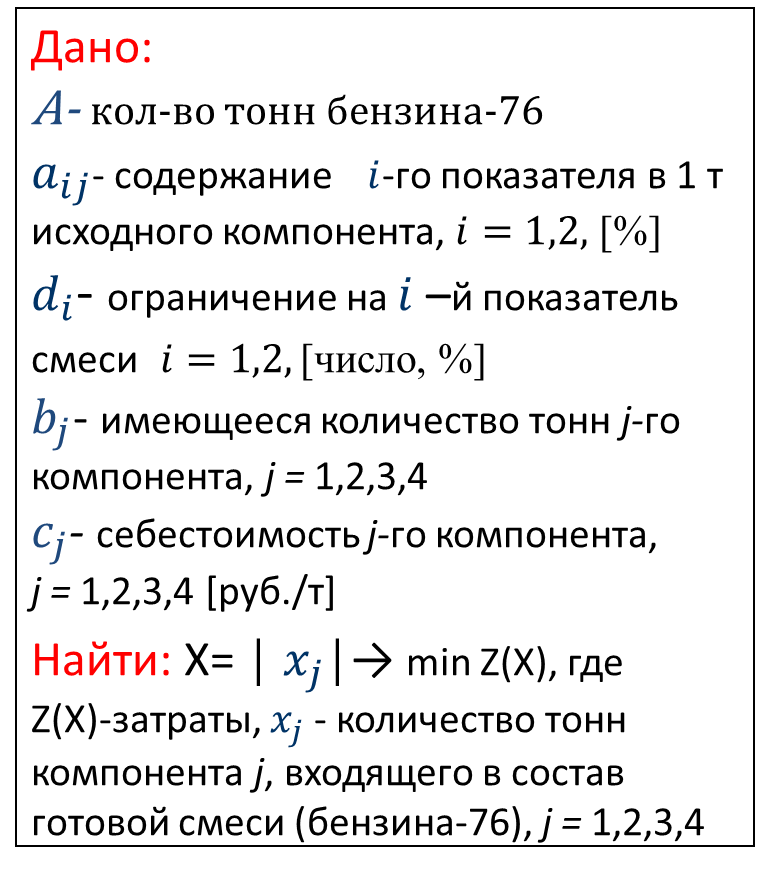 Дано:
A- кол-во тонн бензина-76
a_{ij}- содержание i-го показателя в 1 т
исходного компонента, i = 1,2, [%]
d_i- ограничение на i –й показатель
смеси i = 1,2, [число, %]
b_j- имеющееся количество тонн j-го
компонента, j = 1,2,3,4
c_j- себестоимость j-го компонента,
j = 1,2,3,4 [руб./т]
Найти: X= | x_j |→ min Z(X), где
Z(X)-затраты, x_j - количество тонн
компонента j, входящего в состав
готовой смеси (бензина-76), j = 1,2,3,4